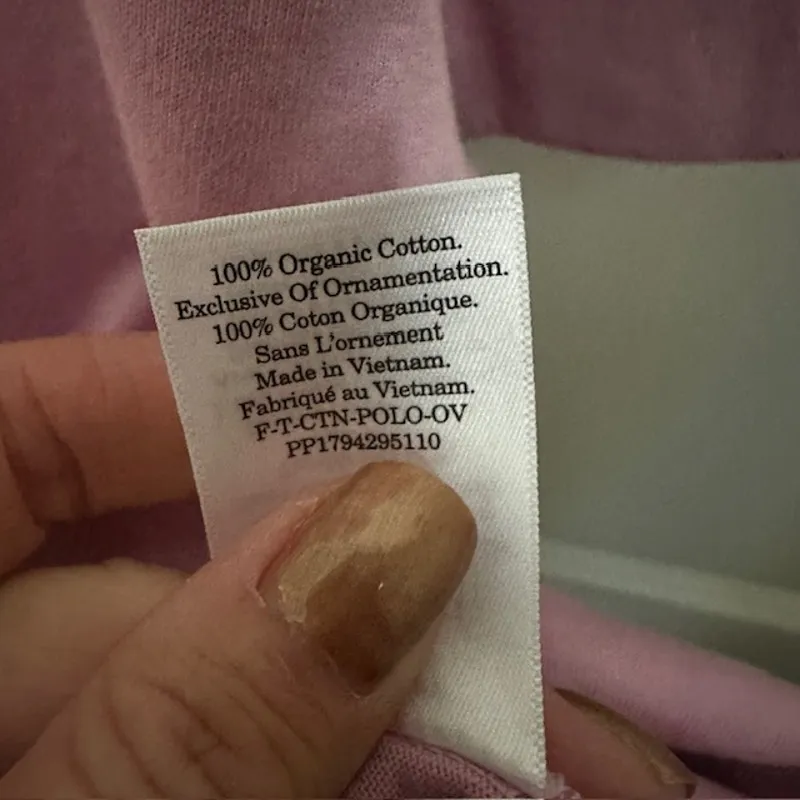 100% Organic Cotton.
Exclusive Of Ornamentation.
100% Coton Organique.
Sans L'ornement
Made in Vietnam.
Fabriqué au Vietnam.
F-T-CTN-POLO-OV
PP1794295110